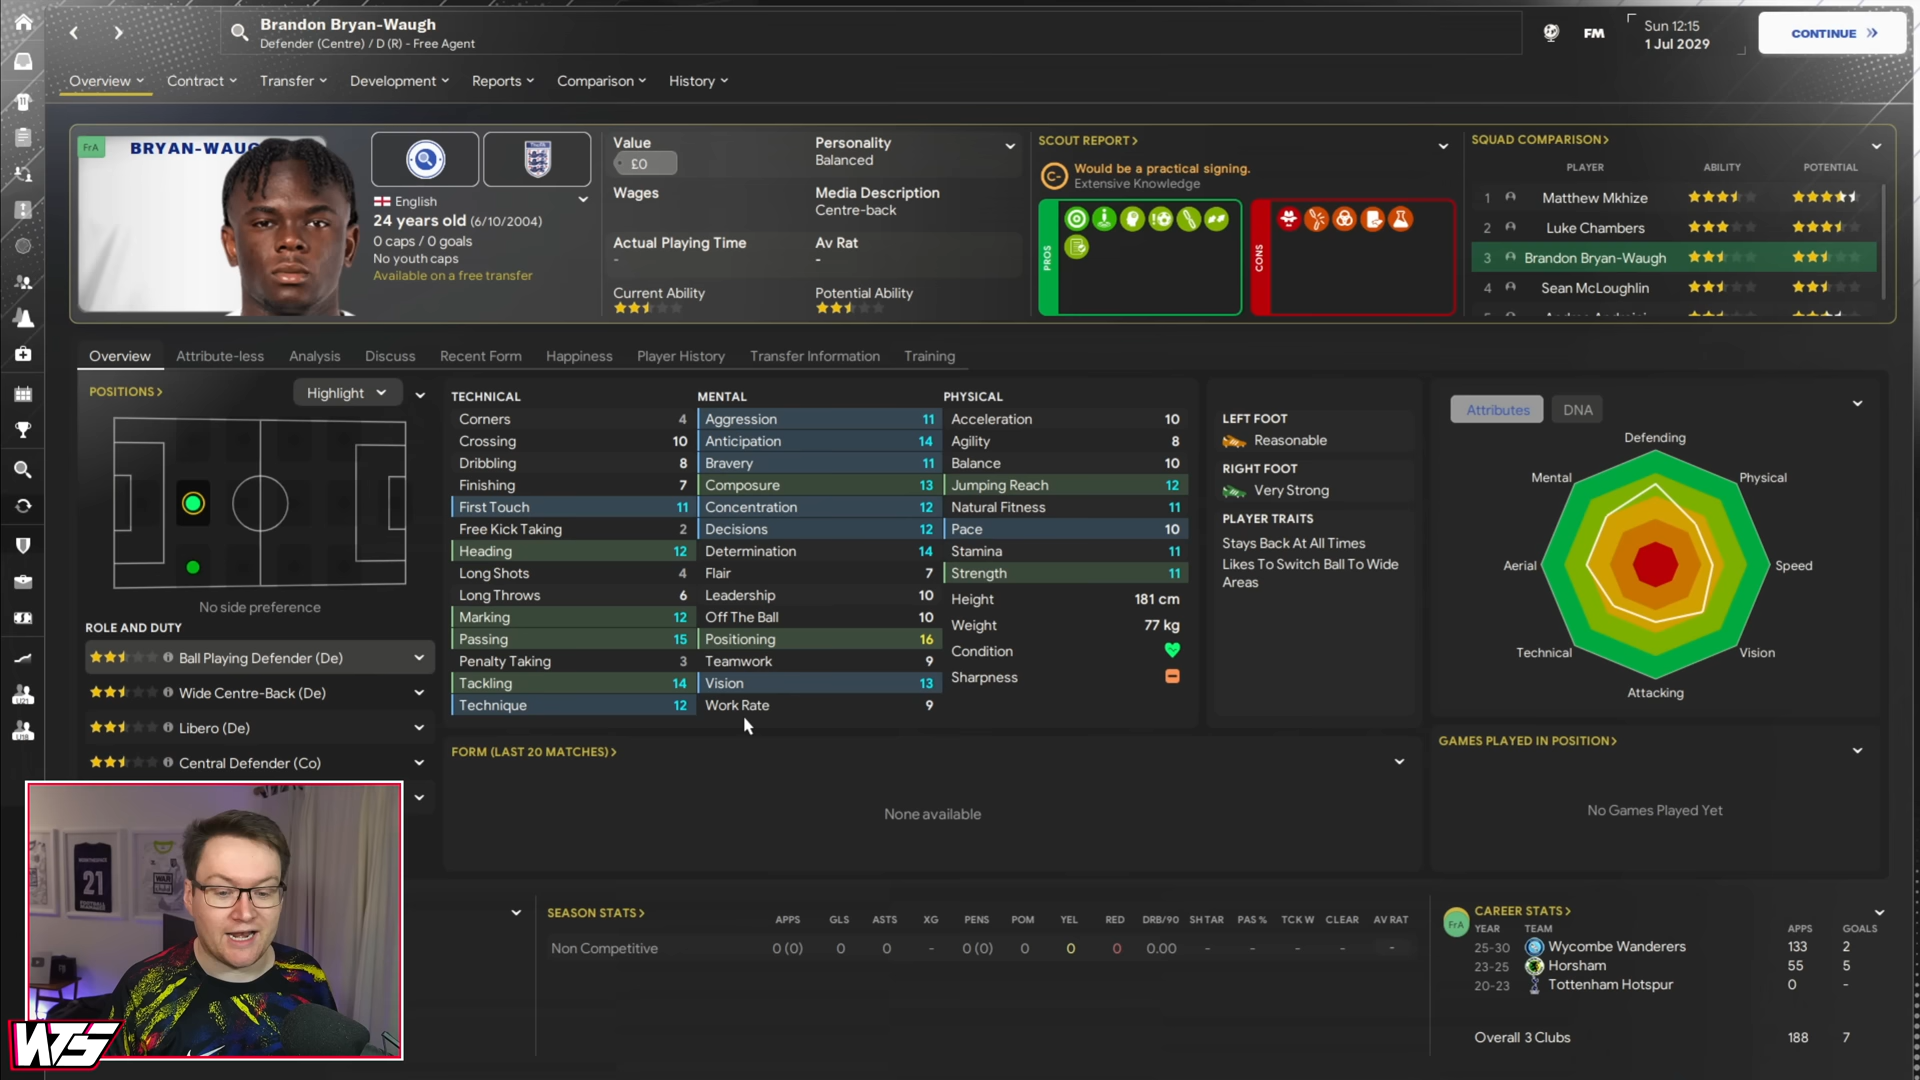 Brandon Bryan-Waugh
Defender (Centre) / D (R) - Free Agent
FM
Sun 12:15
1 Jul 2029
CONTINUE
Overview
Contract
Transfer
Development
Reports
Comparison
History
FrA
BRYAN-WAUG
English
24 years old (6/10/2004)
0 caps / 0 goals
No youth caps
Available on a free transfer
Value
£0
Wages
Actual Playing Time
-
Current Ability
Personality
Balanced
Media Description
Centre-back
Av Rat
-
Potential Ability
SCOUT REPORT>
C-
Would be a practical signing.
Extensive Knowledge
PROS
CONS
SQUAD COMPARISON>
PLAYER ABILITY POTENTIAL
1 Matthew Mkhize
2 Luke Chambers
3 Brandon Bryan-Waugh
4 Sean McLoughlin
Overview
Attribute-less
Analysis
Discuss
Recent Form
Happiness
Player History
Transfer Information
Training
POSITIONS>
Highlight
No side preference
ROLE AND DUTY
Ball Playing Defender (De)
Wide Centre-Back (De)
Libero (De)
Central Defender (Co)
TECHNICAL
Corners 4
Crossing 10
Dribbling 8
Finishing 7
First Touch 11
Free Kick Taking 2
Heading 12
Long Shots 4
Long Throws 6
Marking 12
Passing 15
Penalty Taking 3
Tackling 14
Technique 12
MENTAL
Aggression 11
Anticipation 14
Bravery 11
Composure 13
Concentration 12
Decisions 12
Determination 14
Flair 7
Leadership 10
Off The Ball 10
Positioning 16
Teamwork 9
Vision 13
Work Rate 9
PHYSICAL
Acceleration 10
Agility 8
Balance 10
Jumping Reach 12
Natural Fitness 11
Pace 10
Stamina 11
Strength 11
Height 181 cm
Weight 77 kg
Condition
Sharpness
LEFT FOOT
Reasonable
RIGHT FOOT
Very Strong
PLAYER TRAITS
Stays Back At All Times
Likes To Switch Ball To Wide
Areas
Attributes
DNA
Defending
Physical
Speed
Vision
Attacking
Technical
Aerial
Mental
FORM (LAST 20 MATCHES)>
None available
GAMES PLAYED IN POSITION>
No Games Played Yet
SEASON STATS>
APPS GLS ASTS XG PENS POM YEL RED DRB/90 SH TAR PAS % TCK W CLEAR AV RAT
Non Competitive 0 (0) 0 0 - 0 (0) 0 0 0 0.00 - - - - -
FrA
CAREER STATS>
YEAR TEAM APPS GOALS
25-30 Wycombe Wanderers 133 2
23-25 Horsham 55 5
20-23 Tottenham Hotspur 0 -
Overall 3 Clubs 188 7
21
WTS
U21
U18